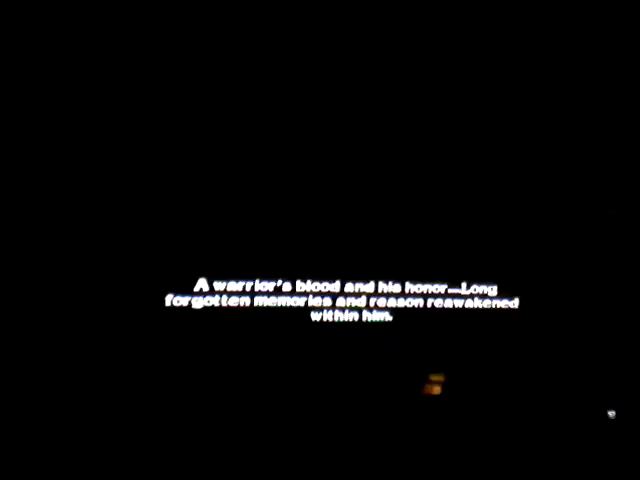 A warrior's blood and his honor...Long
forgotten memories and reason reawakened
within him.